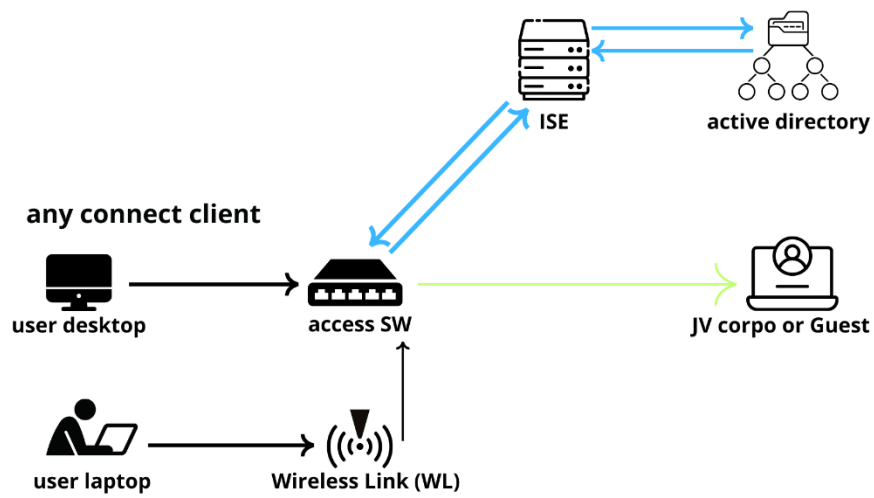 ISE
active directory
any connect client
user desktop
access SW
JV corpo or Guest
user laptop
Wireless Link (WL)